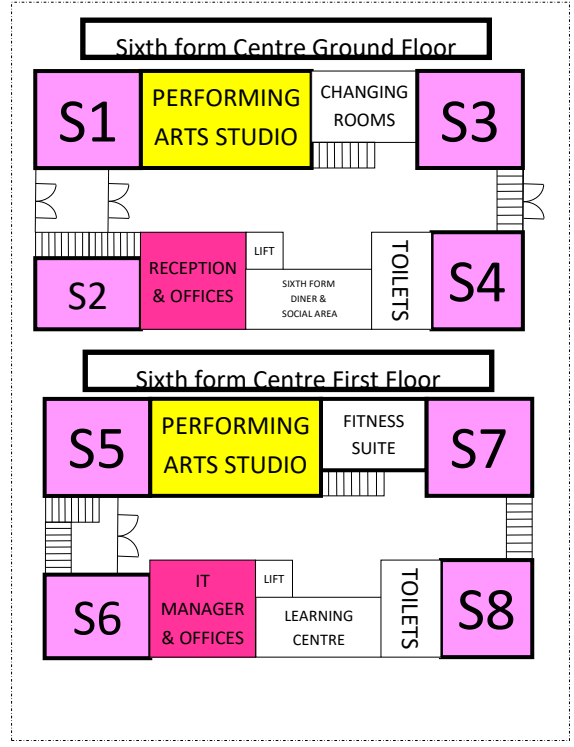 Sixth form Centre Ground Floor
S1
PERFORMING
ARTS STUDIO
CHANGING
ROOMS
S3
S2
RECEPTION
& OFFICES
LIFT
SIXTH FORM
DINER &
SOCIAL AREA
TOILETS
S4
Sixth form Centre First Floor
S5
PERFORMING
ARTS STUDIO
FITNESS
SUITE
S7
S6
IT
MANAGER
& OFFICES
LIFT
LEARNING
CENTRE
TOILETS
S8